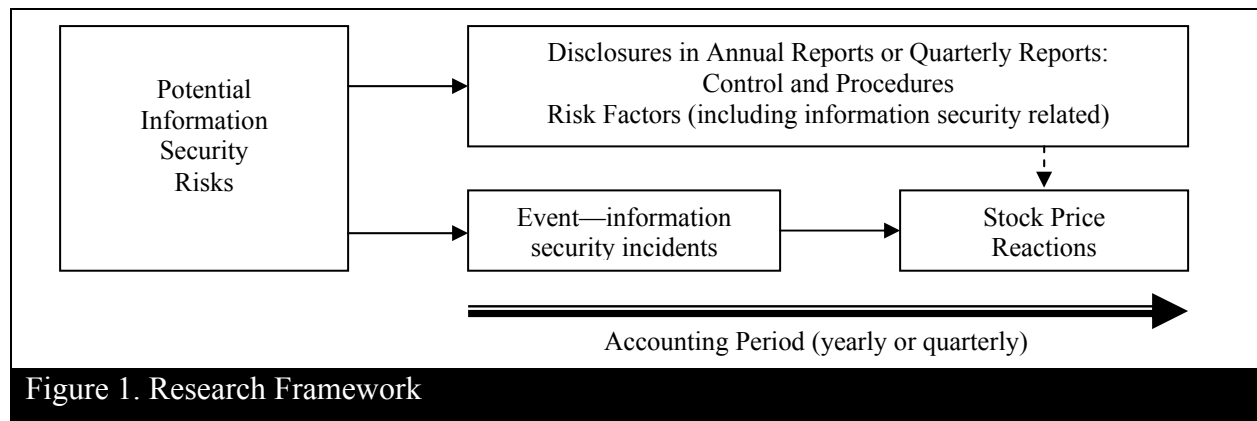 Potential
Information
Security
Risks
Disclosures in Annual Reports or Quarterly Reports:
Control and Procedures
Risk Factors (including information security related)
Event—information
security incidents
Stock Price
Reactions
Accounting Period (yearly or quarterly)
Figure 1. Research Framework